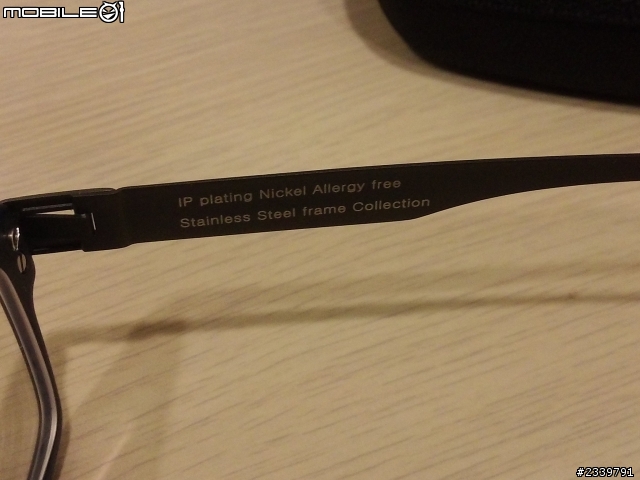 MOBILE01
IP plating Nickel Allergy free
Stainless Steel frame Collection
#2339791